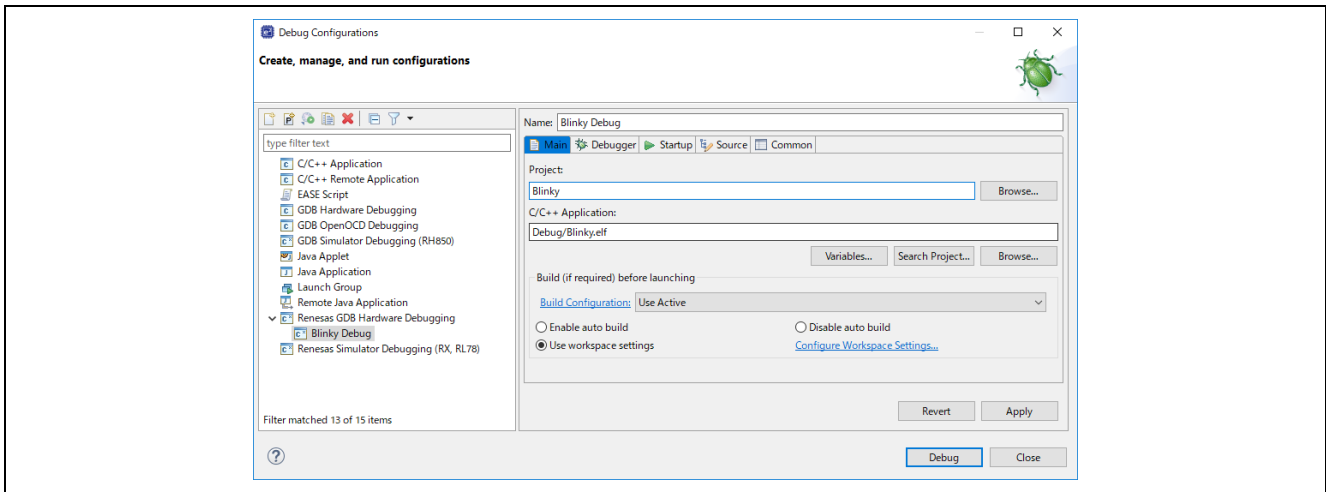 Debug Configurations
Create, manage, and run configurations
type filter text
C/C++ Application
C/C++ Remote Application
EASE Script
GDB Hardware Debugging
GDB OpenOCD Debugging
GDB Simulator Debugging (RH850)
Java Applet
Java Application
Launch Group
Remote Java Application
Renesas GDB Hardware Debugging
Blinky Debug
Renesas Simulator Debugging (RX, RL78)
Filter matched 13 of 15 items
Name: Blinky Debug
Main Debugger Startup Source Common
Project:
Blinky Browse...
C/C++ Application:
Debug/Blinky.elf
Variables... Search Project... Browse...
Build (if required) before launching
Build Configuration: Use Active
Enable auto build Disable auto build
Use workspace settings Configure Workspace Settings...
Revert Apply
? Debug Close